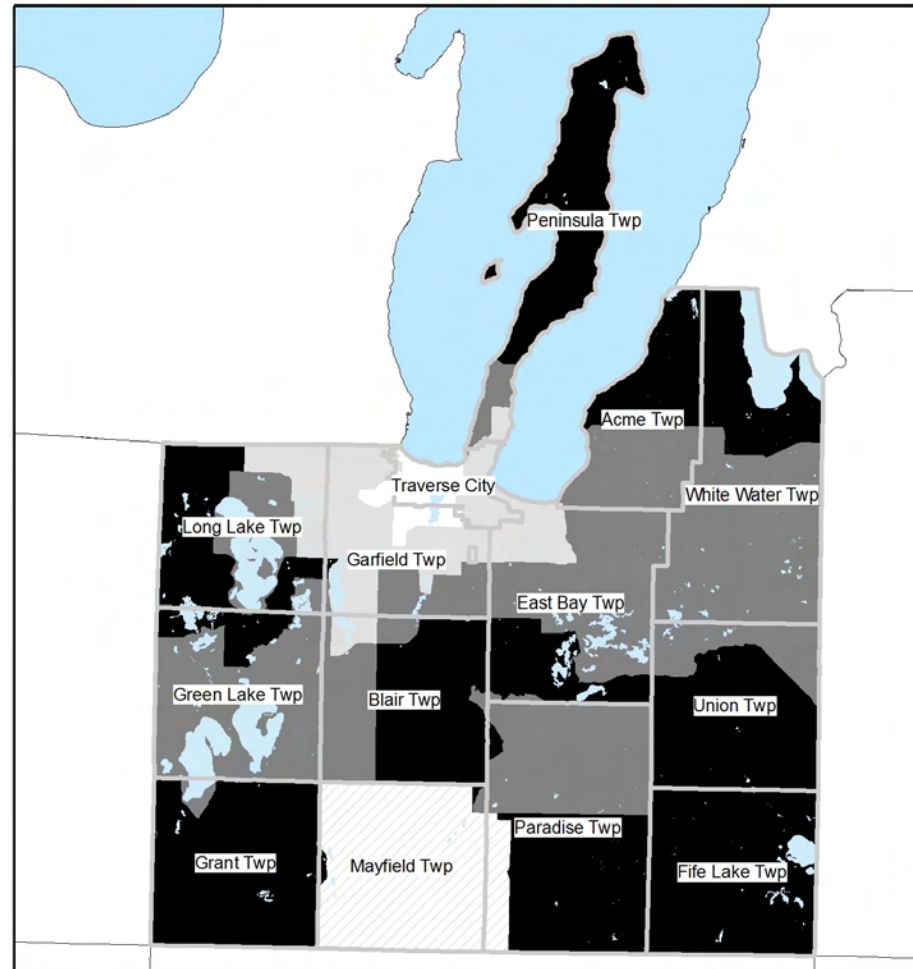 Peninsula Twp
Acme Twp
Traverse City
White Water Twp
Long Lake Twp
Garfield Twp
East Bay Twp
Green Lake Twp
Blair Twp
Union Twp
Paradise Twp
Grant Twp
Mayfield Twp
Fife Lake Twp